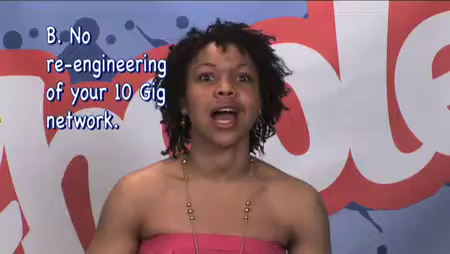 B. No
re-engineering
of your 10 Gig
network.